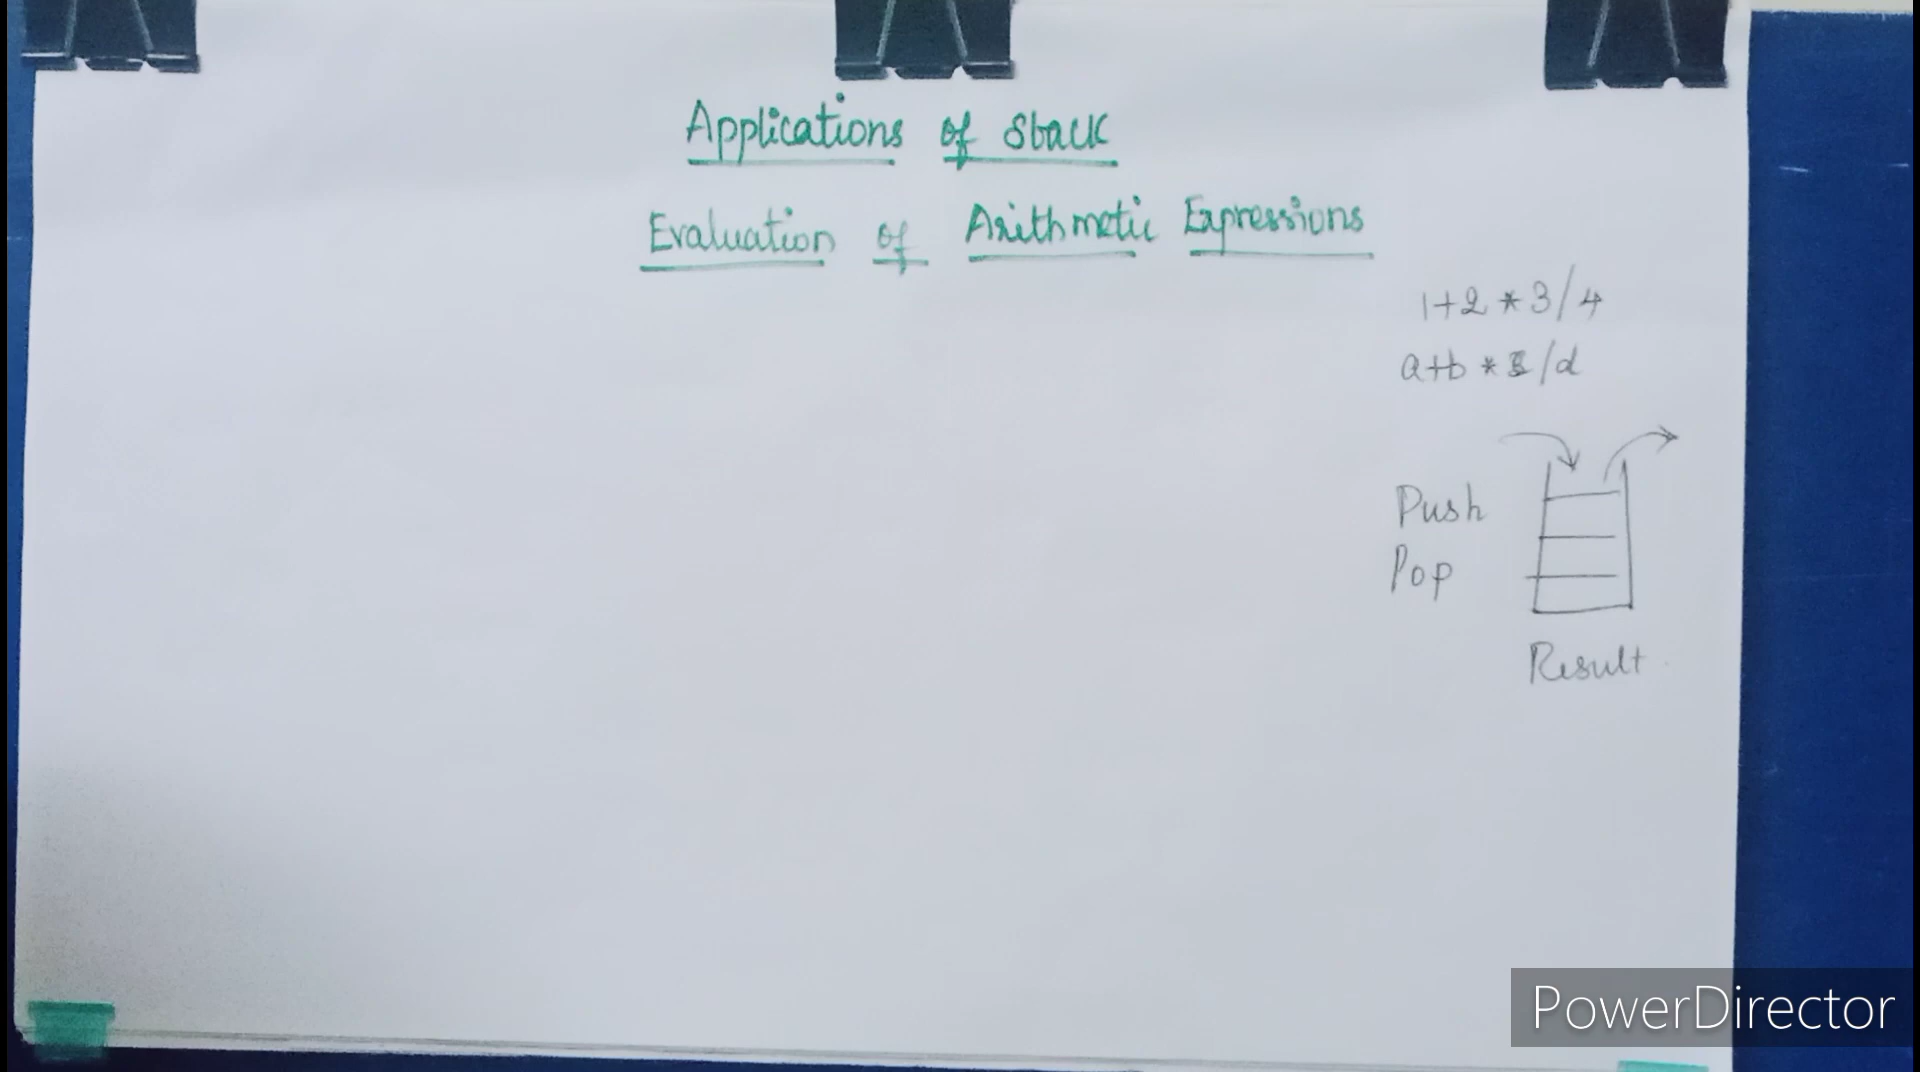 Applications of Stack
Evaluation of Arithmetic Expressions
1+2*3/4
a+b* /d
Push
Pop
Result
PowerDirector